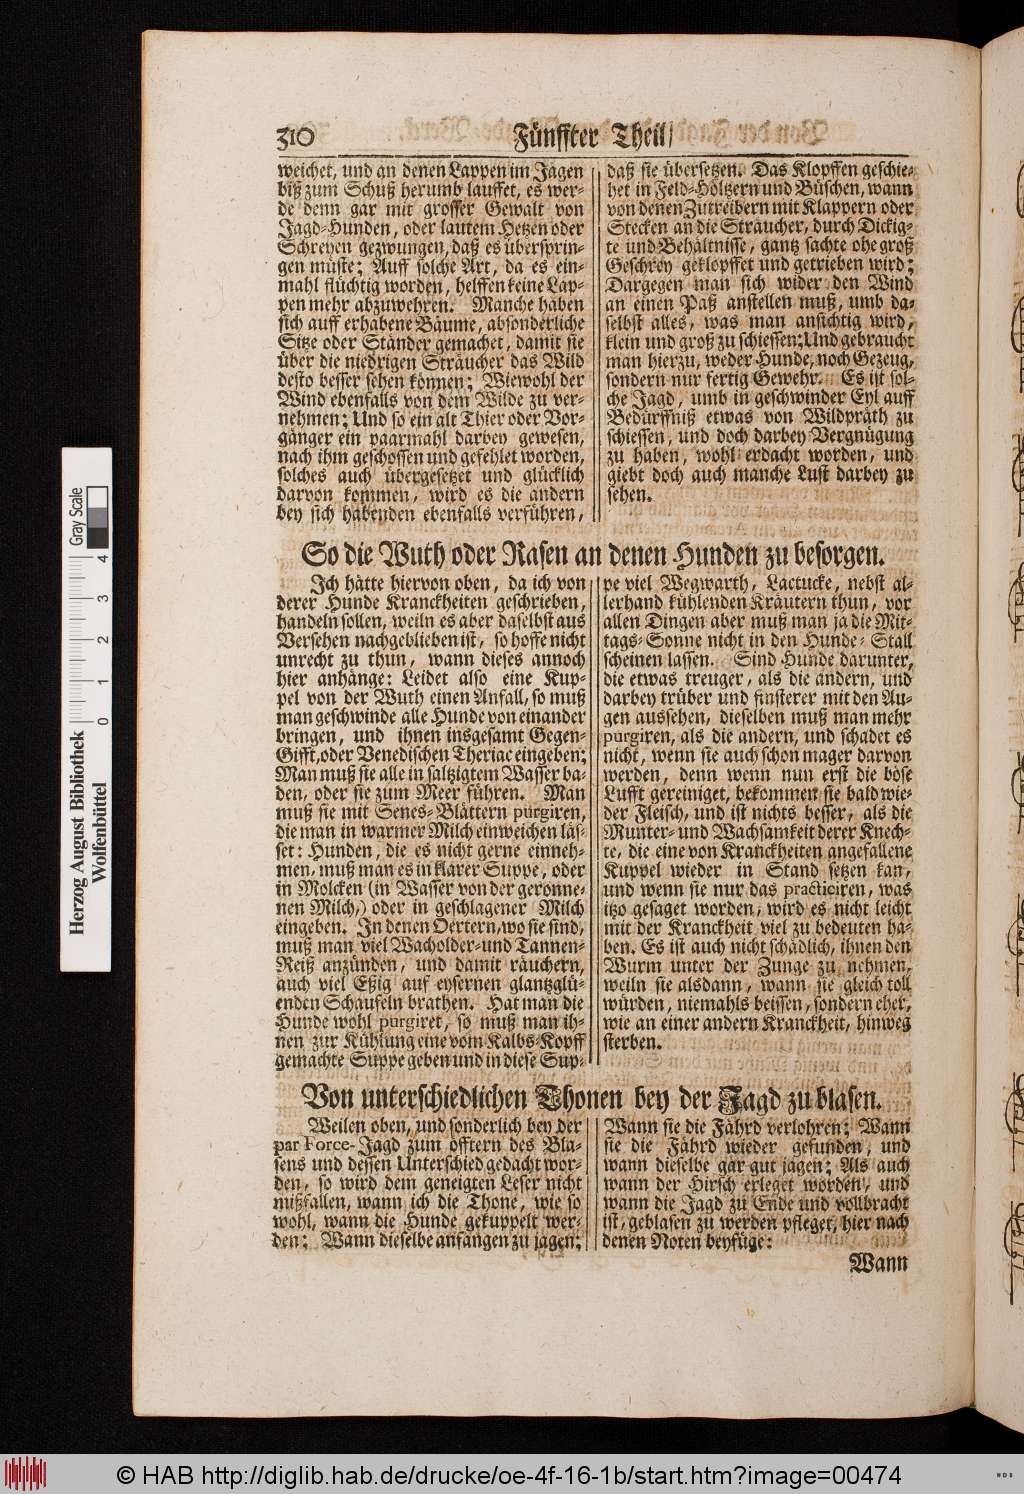 310
Fünffter Theil/
weichet, und an denen Lappen im Jagen
biß zum Schuß herumb lauffet, es wer-
de denn gar mit grosser Gewalt von
Jagd-Hunden, oder lautem Hetzen oder
Schreyen gezwungen, daß es übersprin-
gen müste; Auff solche Art, da es ein-
mahl flüchtig worden, helffen keine Lap-
pen mehr abzuwehren. Manche haben
sich auff erhabene Bäume, absonderliche
Sitze oder Ständer gemachet, damit sie
über die niedrigen Sträucher das Wild
desto besser sehen können; Wiewohl der
Wind ebenfalls von dem Wilde zu ver-
nehmen; Und so ein alt Thier oder Vor-
gänger ein paarmahl darbey gewesen,
nach ihm geschossen und gefehlet worden,
solches auch übergesetzet und glücklich
darvon kommen, wird es die andern
bey sich habenden ebenfalls verführen,
daß sie übersetzen. Das Klopffen geschie-
het in Feld-Höltzern und Büschen, wann
von denen Zutreibern mit Klappern oder
Stecken an die Sträucher, durch Dickig-
te und Behältnisse, gantz sachte ohe groß
Geschrey geklopffet und getrieben wird;
Dargegen man sich wider den Wind
an einen Paß anstellen muß, umb da-
selbst alles, was man ansichtig wird,
klein und groß zu schiessen; Und gebraucht
man hierzu, weder Hunde, noch Gezeug,
sondern nur fertig Gewehr. Es ist sol-
che Jagd, umb in geschwinder Eyl auff
Bedürffniß etwas von Wildpräth zu
schiessen, und doch darbey Vergnügung
zu haben, wohl erdacht worden, und
giebt doch auch manche Lust darbey zu
sehen.
So die Wuth oder Rasen an denen Hunden zu besorgen.
Ich hätte hiervon oben, da ich von
derer Hunde Kranckheiten geschrieben,
handeln sollen, weiln es aber daselbst aus
Versehen nachgeblieben ist, so hoffe nicht
unrecht zu thun, wann dieses annoch
hier anhänge: Leidet also eine Kup-
pel von der Wuth einen Anfall, so muß
man geschwinde alle Hunde von einander
bringen, und ihnen insgesamt Gegen-
Gifft, oder Venedischen Theriac eingeben;
Man muß sie alle in saltzigtem Wasser ba-
den, oder sie zum Meer führen. Man
muß sie mit Senes-Blättern purgiren,
die man in warmer Milch einweichen läs-
set: Hunden, die es nicht gerne einneh-
men, muß man es in klarer Suppe, oder
in Molcken (in Wasser von der geronne-
nen Milch,) oder in geschlagener Milch
eingeben. In denen Oertern, wo sie sind,
muß man viel Wacholder- und Tannen-
Reiß anzünden, und damit räuchern,
auch viel Eßig auf eysernen glantzglü-
enden Schaufeln brathen. Hat man die
Hunde wohl purgiret, so muß man ih-
nen zur Kühlung eine vom Kalbs-Kopff
gemachte Suppe geben und in diese Sup-
pe viel Wegwarth, Lactucke, nebst al-
lerhand kühlenden Kräutern thun, vor
allen Dingen aber muß man ja die Mit-
tags-Sonne nicht in den Hunde-Stall
scheinen lassen. Sind Hunde darunter,
die etwas treuger, als die andern, und
darbey trüber und finsterer mit den Au-
gen aussehen, dieselben muß man mehr
purgiren, als die andern, und schadet es
nicht, wenn sie auch schon mager darvon
werden, denn wenn nun erst die böse
Lufft gereiniget, bekommen sie bald wie-
der Fleisch, und ist nichts besser, als die
Munter- und Wachsamkeit derer Knech-
te, die eine von Kranckheiten angefallene
Kuppel wieder in Stand setzen kan,
und wenn sie nur das practiciren, was
itzo gesaget worden, wird es nicht leicht
mit der Kranckheit viel zu bedeuten ha-
ben. Es ist auch nicht schädlich, ihnen den
Wurm unter der Zunge zu nehmen,
weiln sie alsdann, wann sie gleich toll
würden, niemahls beissen, sondern eher,
wie an einer andern Kranckheit, hinweg
sterben.
Von unterschiedlichen Thonen bey der Jagd zu blasen.
Weilen oben, und sonderlich bey der
par Force-Jagd zum öfftern des Bla-
sens und dessen Unterschied gedacht wor-
den, so wird dem geneigten Leser nicht
mißfallen, wann ich die Thone, wie so
wohl, wann die Hunde gekuppelt wer-
den; Wann dieselbe anfangen zu jagen;
Wann sie die Fährd verlohren; Wann
sie die Fährd wieder gefunden, und
wann dieselbe gar gut jagen; Als auch
wann der Hirsch erleget worden, und
wann die Jagd zu Ende und vollbracht
ist, geblasen zu werden pfleget, hier nach
denen Noten beyfüge:
Wann
Herzog August Bibliothek
Wolfenbüttel
0 1 2 3 4
Gray Scale
© HAB http://diglib.hab.de/drucke/oe-4f-16-1b/start.htm?image=00474